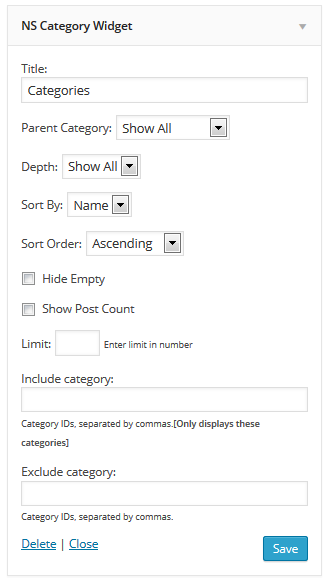 NS Category Widget
Title:
Categories
Parent Category: Show All
Depth: Show All
Sort By: Name
Sort Order: Ascending
Hide Empty
Show Post Count
Limit: Enter limit in number
Include category:
Category IDs, separated by commas.[Only displays these
categories]
Exclude category:
Category IDs, separated by commas.
Delete | Close Save